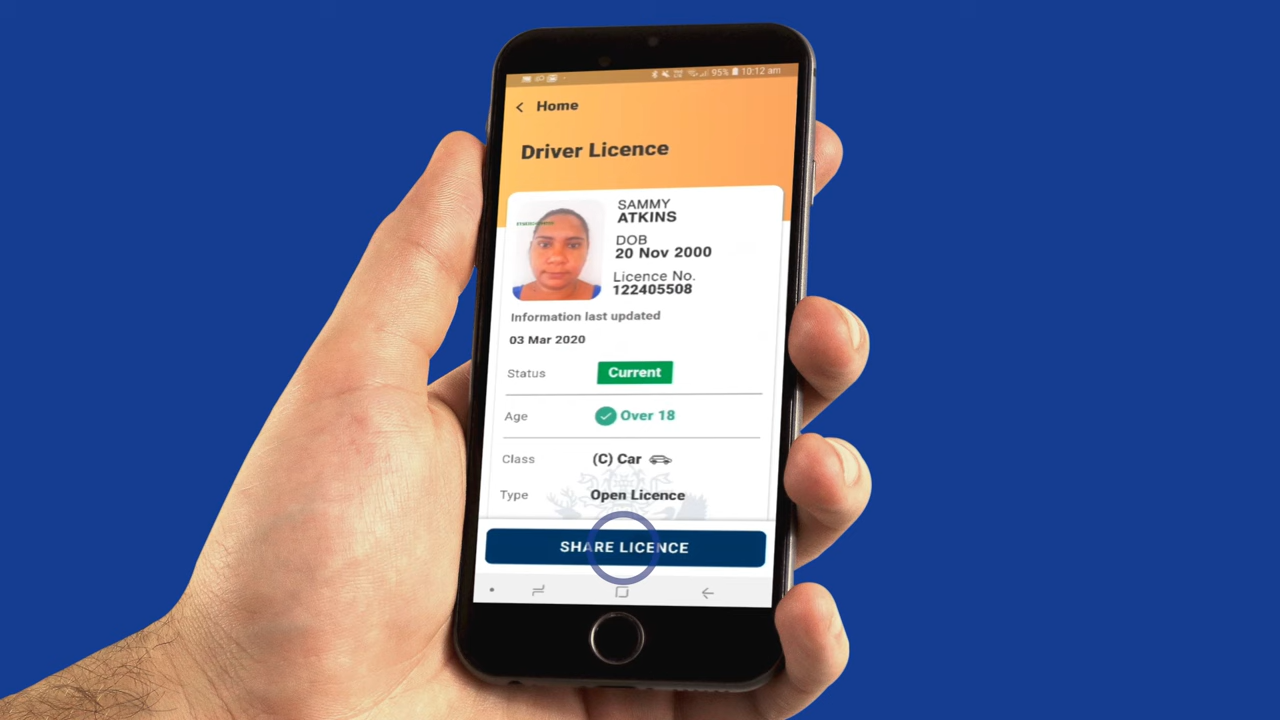 95% 10:12 am
Home
Driver Licence
SAMMY
ATKINS
DOB
20 Nov 2000
Licence No.
122405508
Information last updated
03 Mar 2020
Status Current
Age Over 18
Class (C) Car
Type Open Licence
SHARE LICENCE